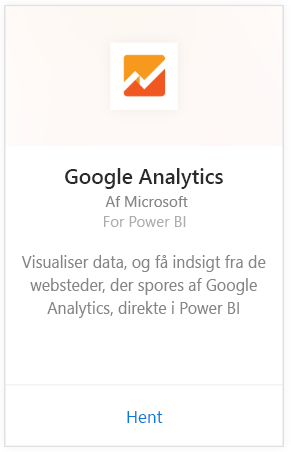 Google Analytics
Af Microsoft
For Power BI
Visualiser data, og få indsigt fra de
websteder, der spores af Google
Analytics, direkte i Power BI
Hent